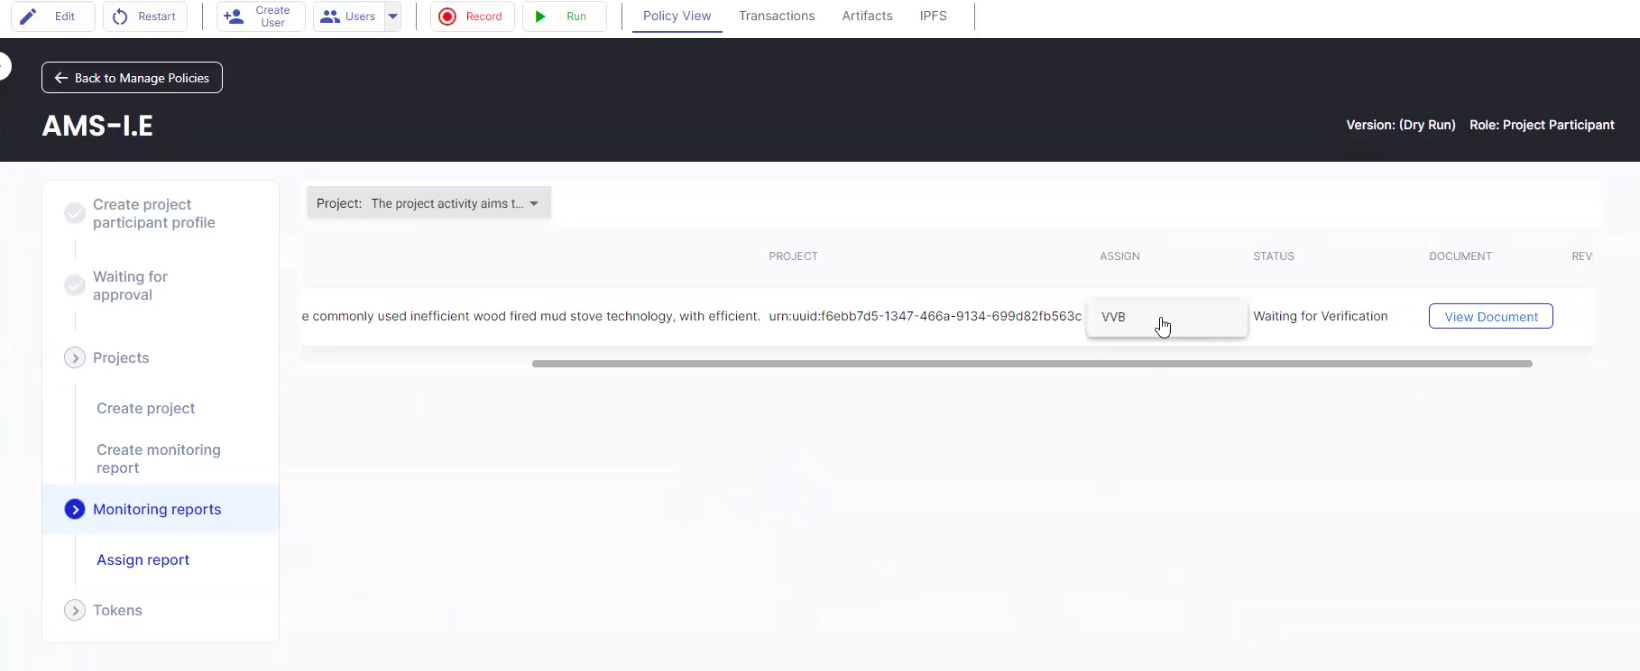 Edit
Restart
Create
User
Users
Record
Run
Policy View
Transactions
Artifacts
IPFS
Back to Manage Policies
AMS-I.E
Version: (Dry Run) Role: Project Participant
Create project
participant profile
Waiting for
approval
Projects
Create project
Create monitoring
report
Monitoring reports
Assign report
Tokens
Project: The project activity aims t...
PROJECT ASSIGN STATUS DOCUMENT REV
e commonly used inefficient wood fired mud stove technology, with efficient. urn:uuid:f6ebb7d5-1347-466a-9134-699d82fb563c VVB Waiting for Verification View Document